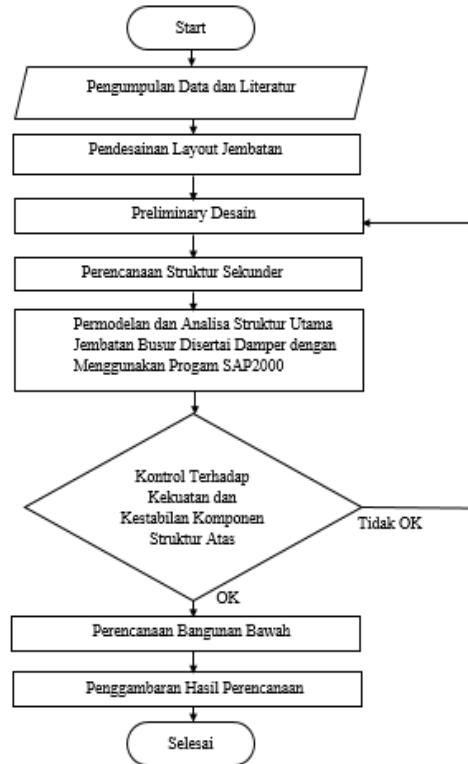 Start
Pengumpulan Data dan Literatur
Pendesainan Layout Jembatan
Preliminary Desain
Perencanaan Struktur Sekunder
Permodelan dan Analisa Struktur Utama
Jembatan Busur Disertai Damper dengan
Menggunakan Progam SAP2000
Kontrol Terhadap
Kekuatan dan
Kestabilan Komponen
Struktur Atas
Tidak OK
OK
Perencanaan Bangunan Bawah
Penggambaran Hasil Perencanaan
Selesai